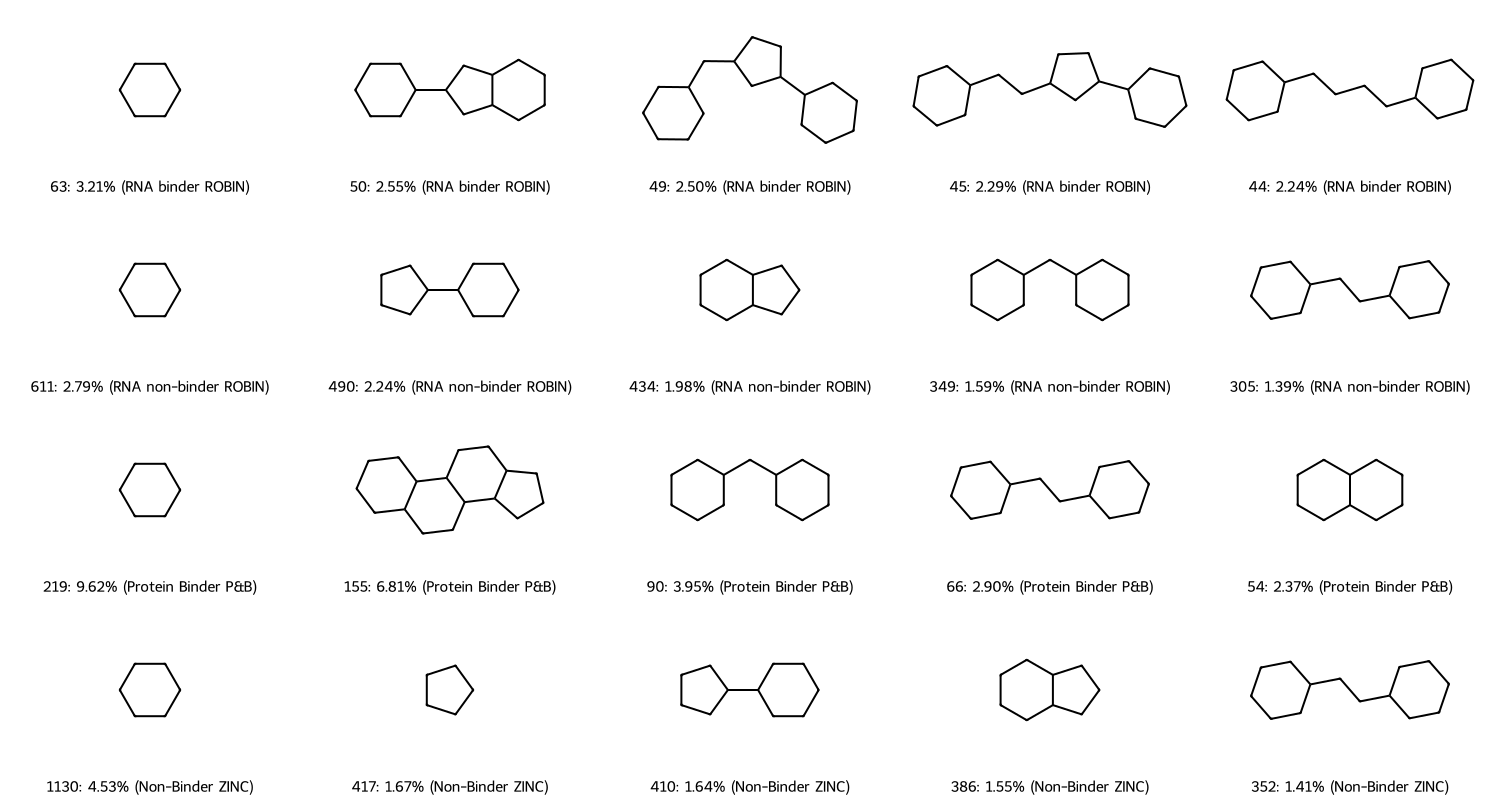 63: 3.21% (RNA binder ROBIN)
50: 2.55% (RNA binder ROBIN)
49: 2.50% (RNA binder ROBIN)
45: 2.29% (RNA binder ROBIN)
44: 2.24% (RNA binder ROBIN)
611: 2.79% (RNA non-binder ROBIN)
490: 2.24% (RNA non-binder ROBIN)
434: 1.98% (RNA non-binder ROBIN)
349: 1.59% (RNA non-binder ROBIN)
305: 1.39% (RNA non-binder ROBIN)
219: 9.62% (Protein Binder P&B)
155: 6.81% (Protein Binder P&B)
90: 3.95% (Protein Binder P&B)
66: 2.90% (Protein Binder P&B)
54: 2.37% (Protein Binder P&B)
1130: 4.53% (Non-Binder ZINC)
417: 1.67% (Non-Binder ZINC)
410: 1.64% (Non-Binder ZINC)
386: 1.55% (Non-Binder ZINC)
352: 1.41% (Non-Binder ZINC)